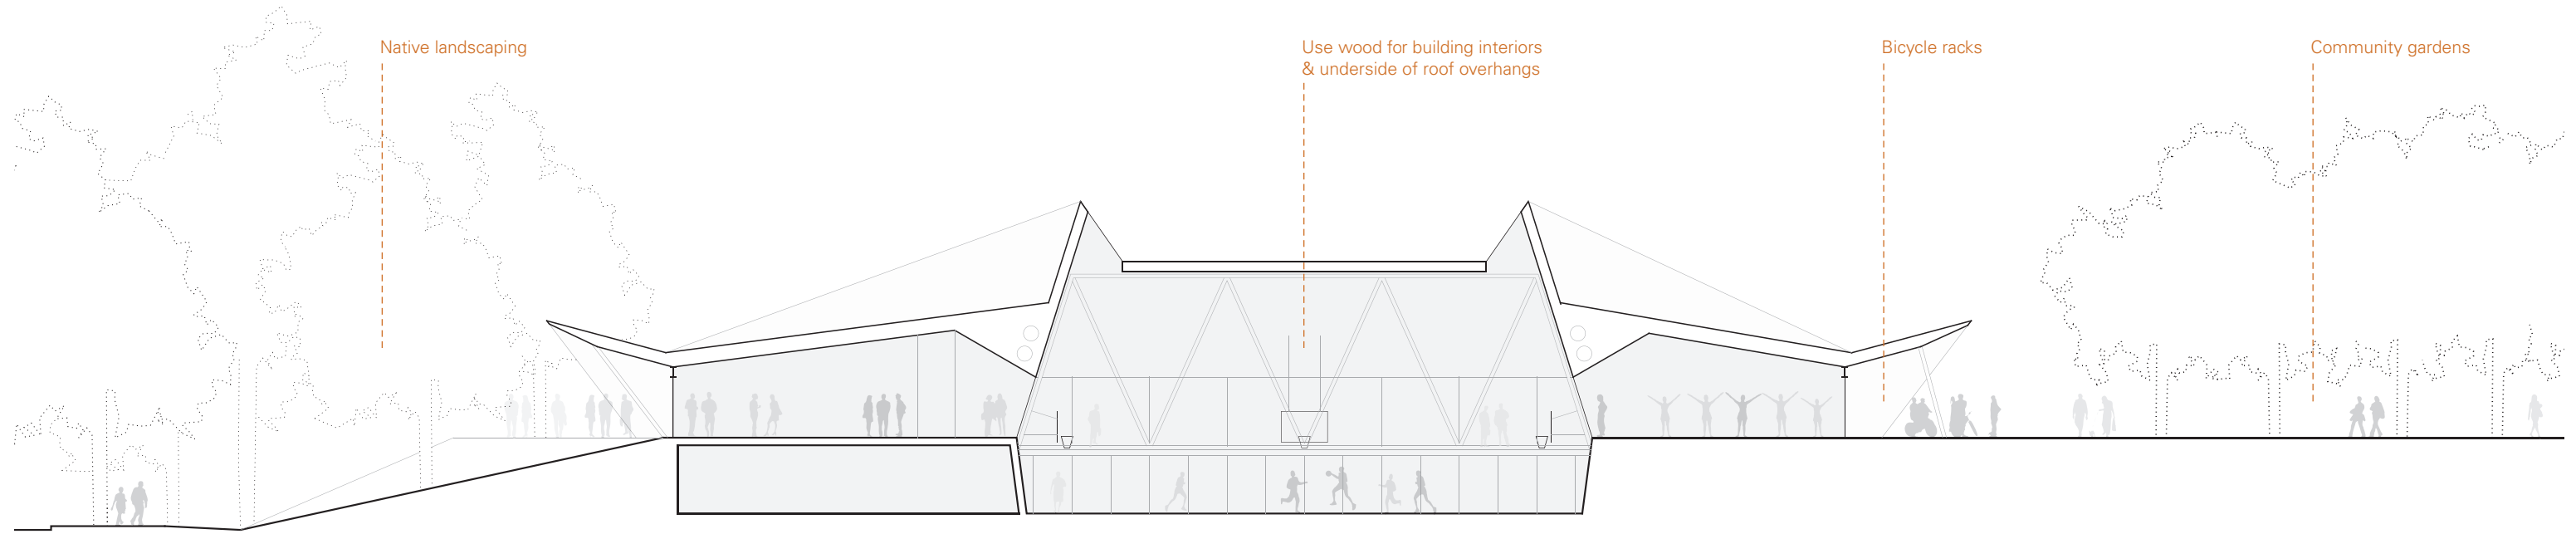 Native landscaping
Use wood for building interiors
& underside of roof overhangs
Bicycle racks
Community gardens